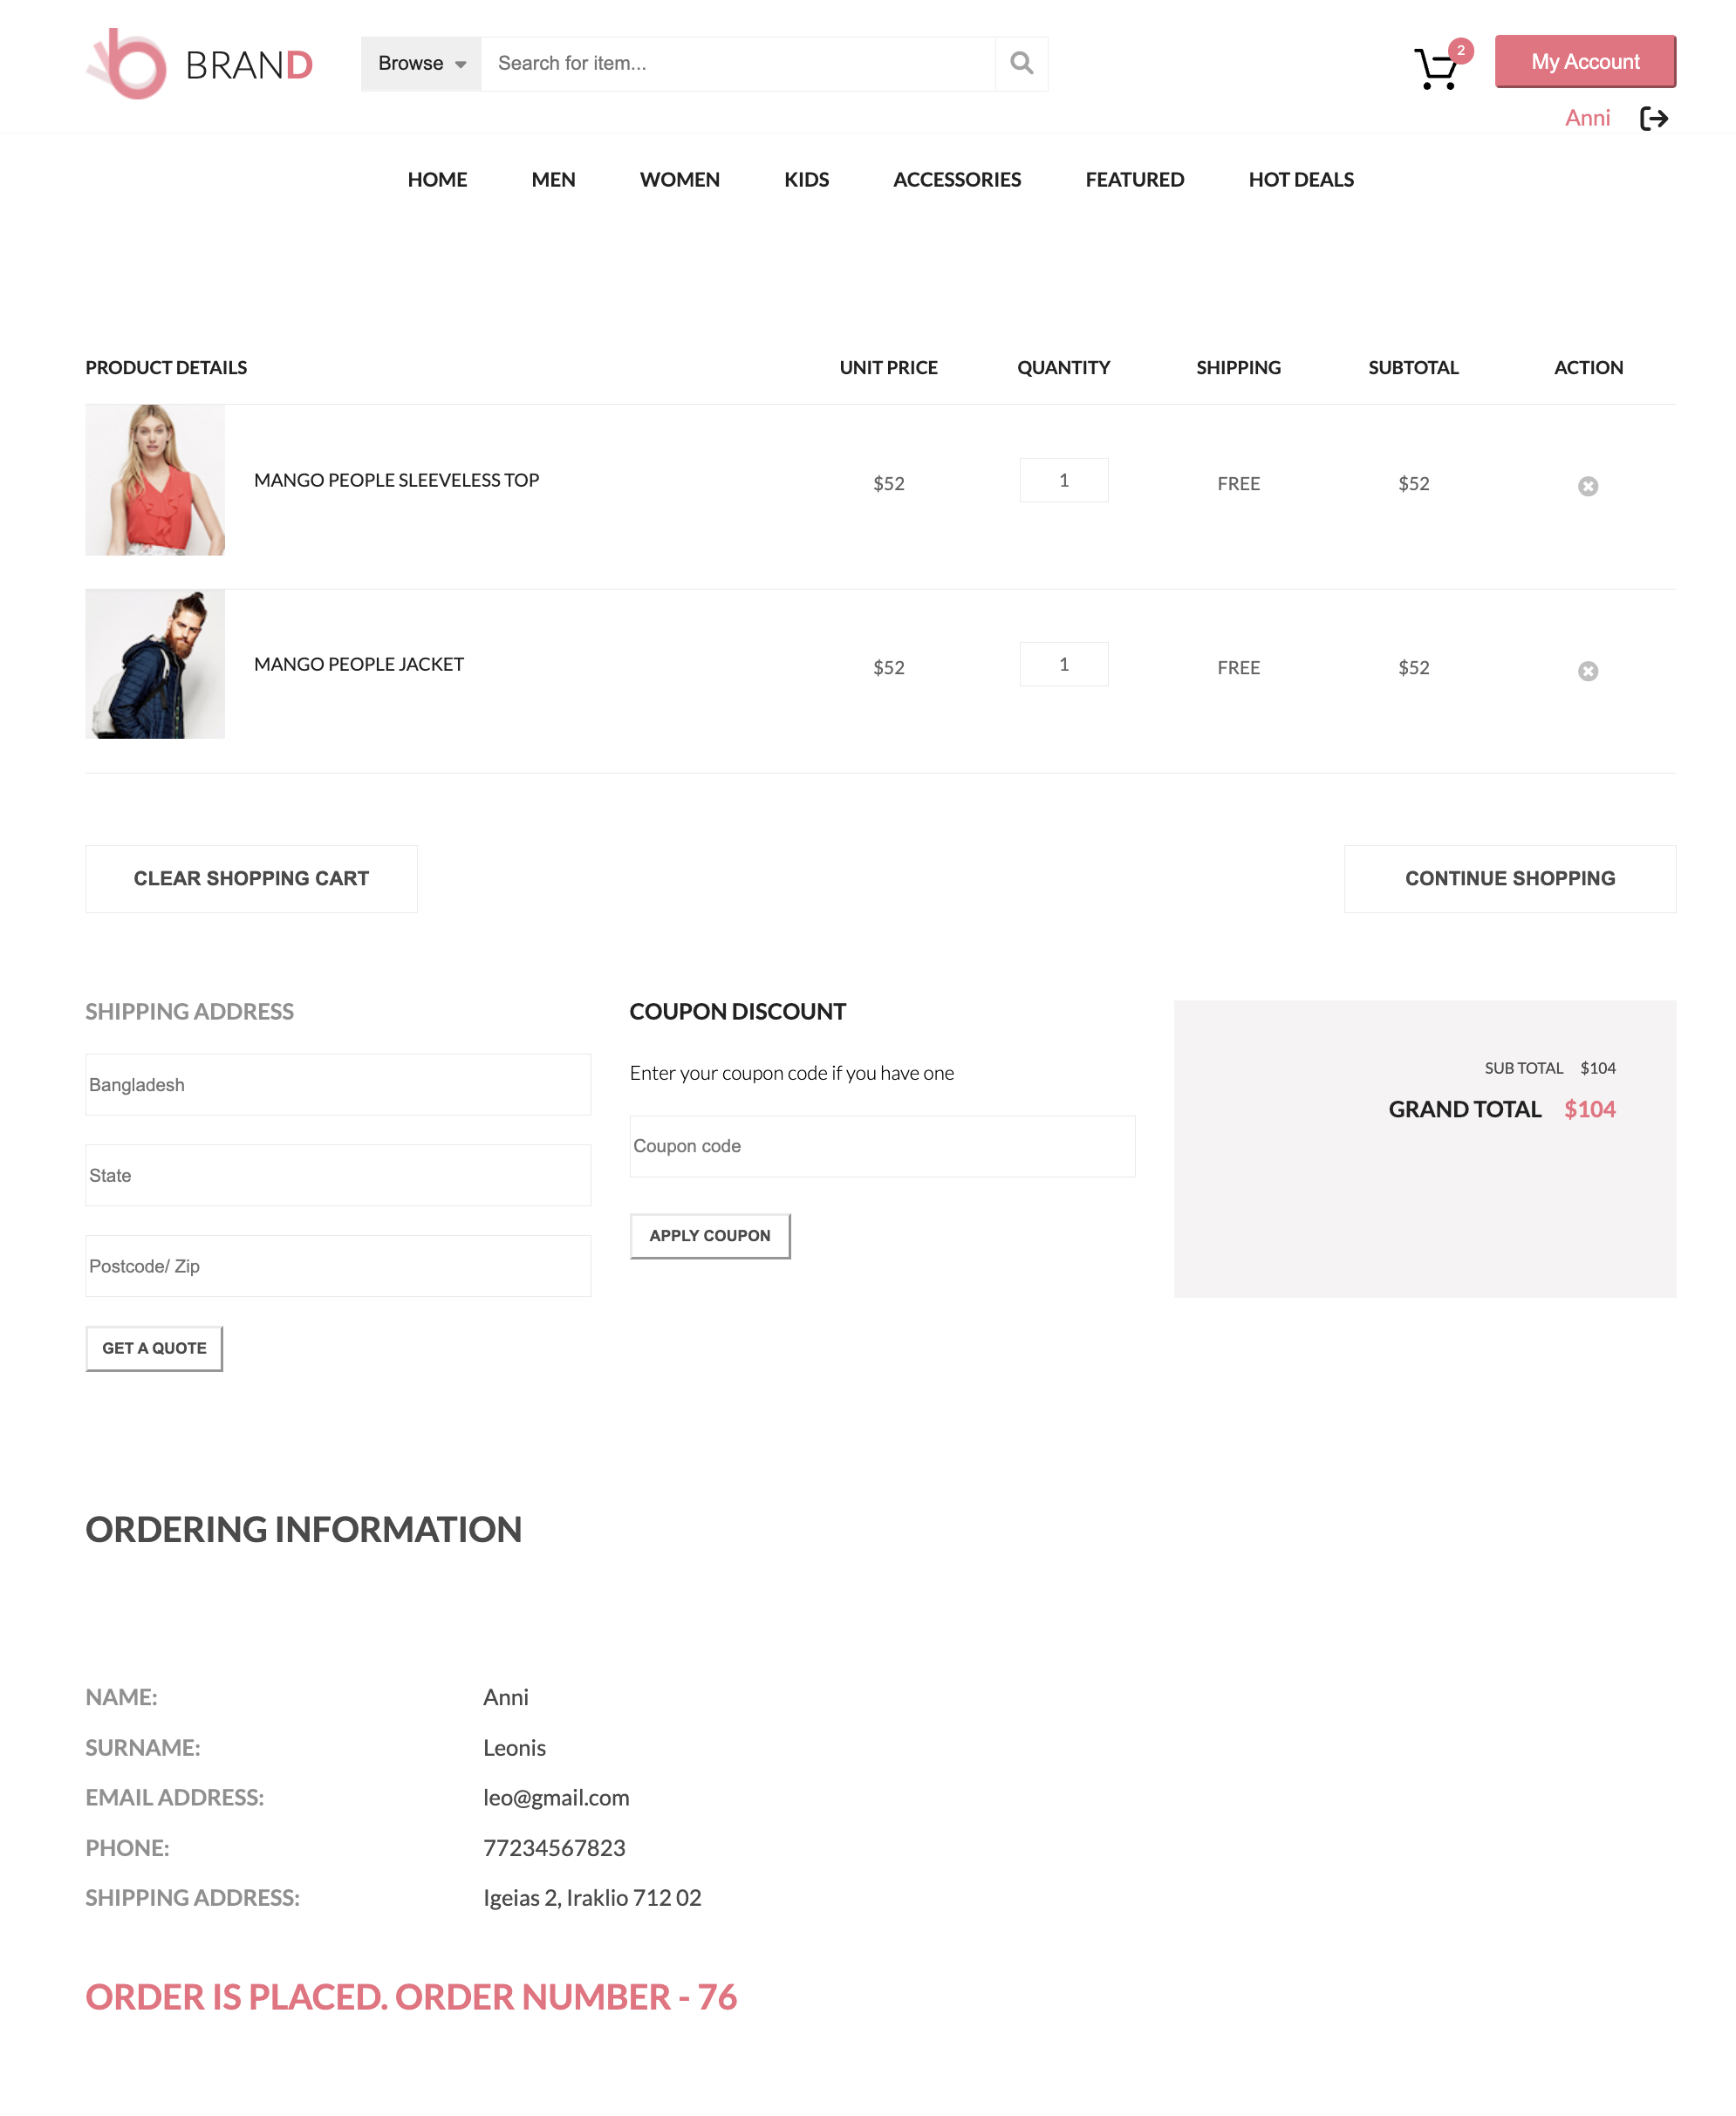 BRAND
Browse
Search for item...
2
My Account
Anni
HOME MEN WOMEN KIDS ACCESSORIES FEATURED HOT DEALS
PRODUCT DETAILS UNIT PRICE QUANTITY SHIPPING SUBTOTAL ACTION
MANGO PEOPLE SLEEVELESS TOP $52 1 FREE $52
MANGO PEOPLE JACKET $52 1 FREE $52
CLEAR SHOPPING CART
CONTINUE SHOPPING
SHIPPING ADDRESS
Bangladesh
State
Postcode/ Zip
GET A QUOTE
COUPON DISCOUNT
Enter your coupon code if you have one
Coupon code
APPLY COUPON
SUB TOTAL $104
GRAND TOTAL $104
ORDERING INFORMATION
NAME: Anni
SURNAME: Leonis
EMAIL ADDRESS: leo@gmail.com
PHONE: 77234567823
SHIPPING ADDRESS: Igeias 2, Iraklio 712 02
ORDER IS PLACED. ORDER NUMBER - 76